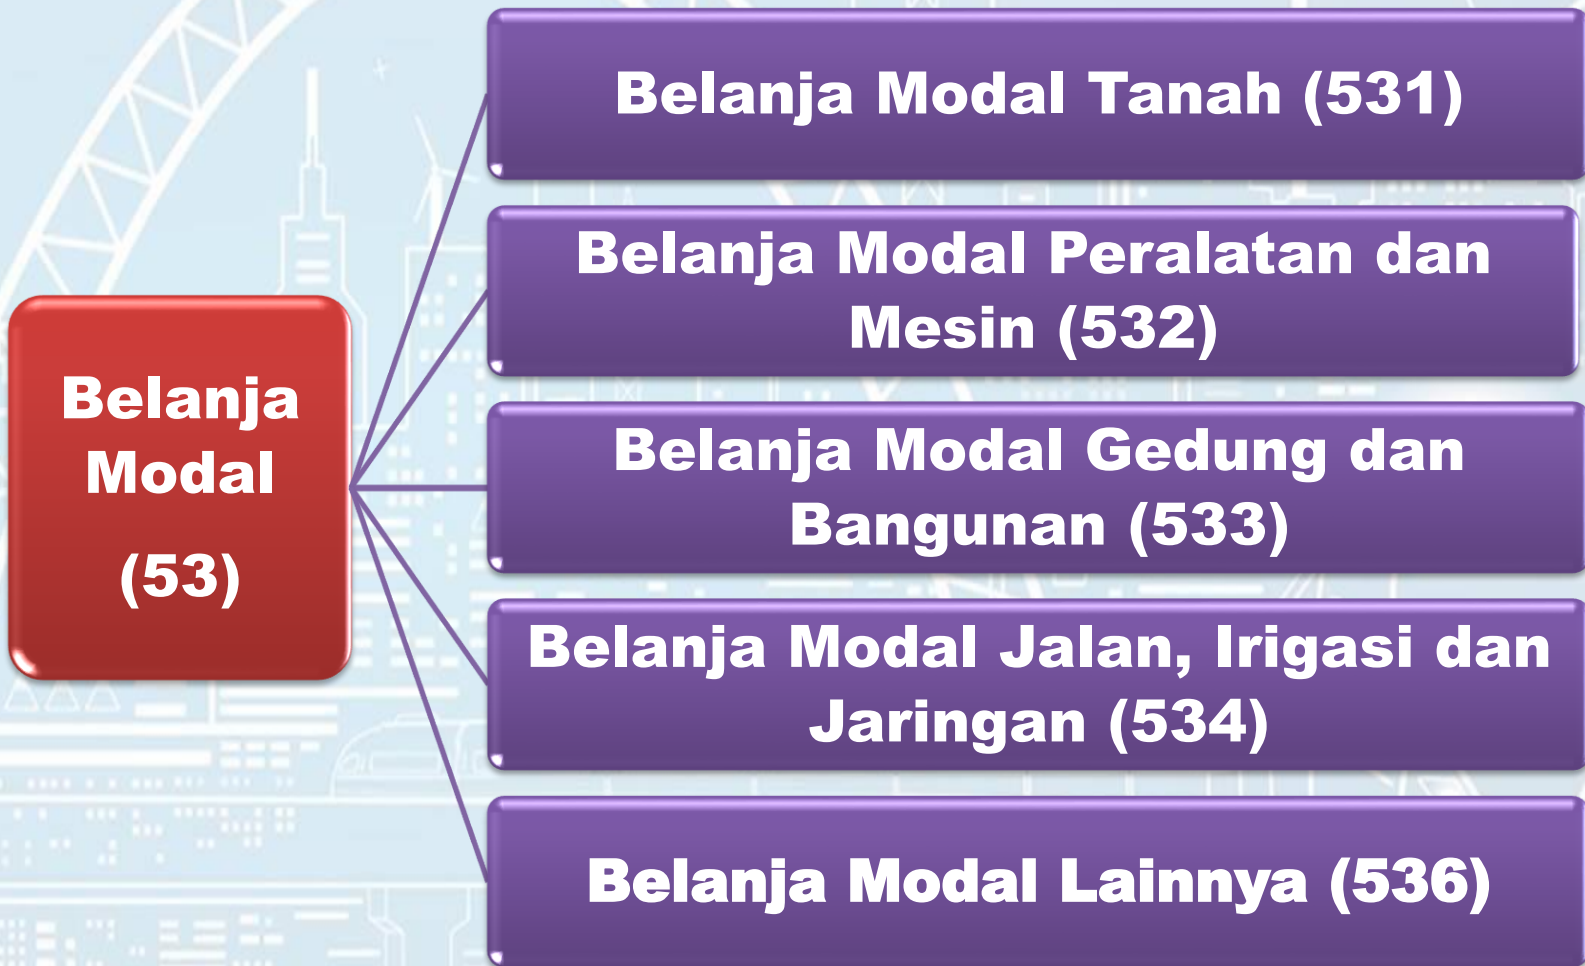 Belanja
Modal
(53)
Belanja Modal Tanah (531)
Belanja Modal Peralatan dan
Mesin (532)
Belanja Modal Gedung dan
Bangunan (533)
Belanja Modal Jalan, Irigasi dan
Jaringan (534)
Belanja Modal Lainnya (536)